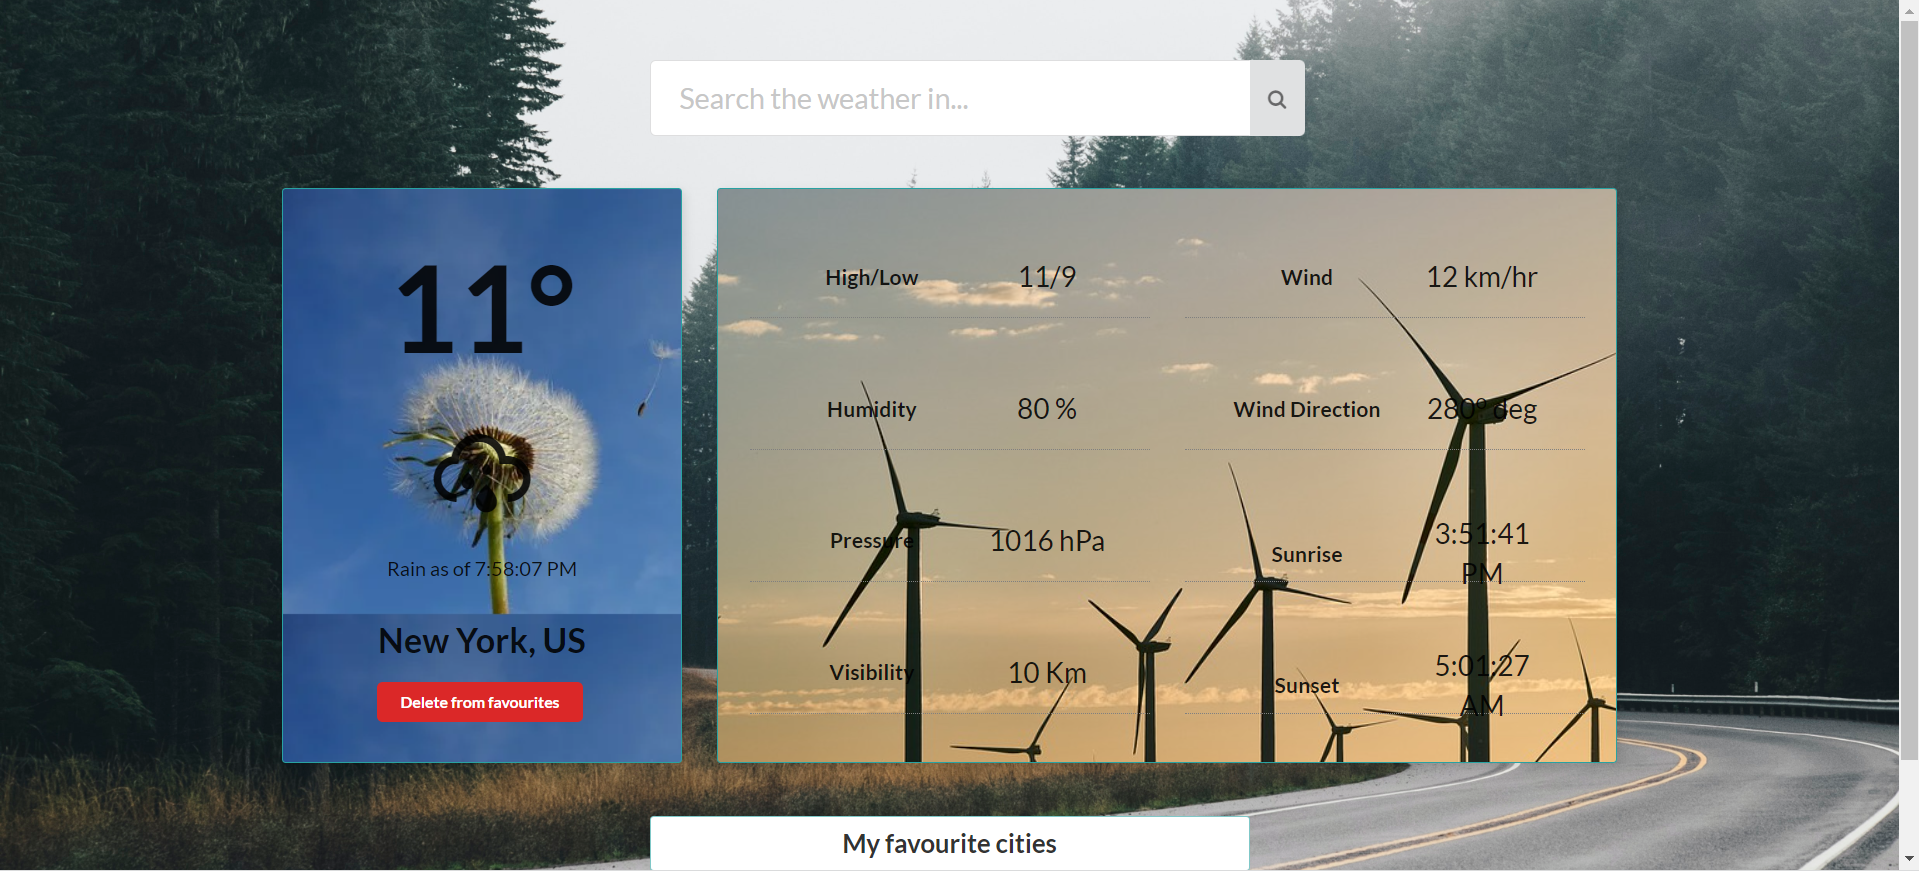 Search the weather in...
11°
Rain as of 7:58:07 PM
New York, US
Delete from favourites
High/Low 11/9
Humidity 80 %
Pressure 1016 hPa
Visibility 10 Km
Wind 12 km/hr
Wind Direction 280° deg
Sunrise 3:51:41
PM
Sunset 5:01:27
AM
My favourite cities